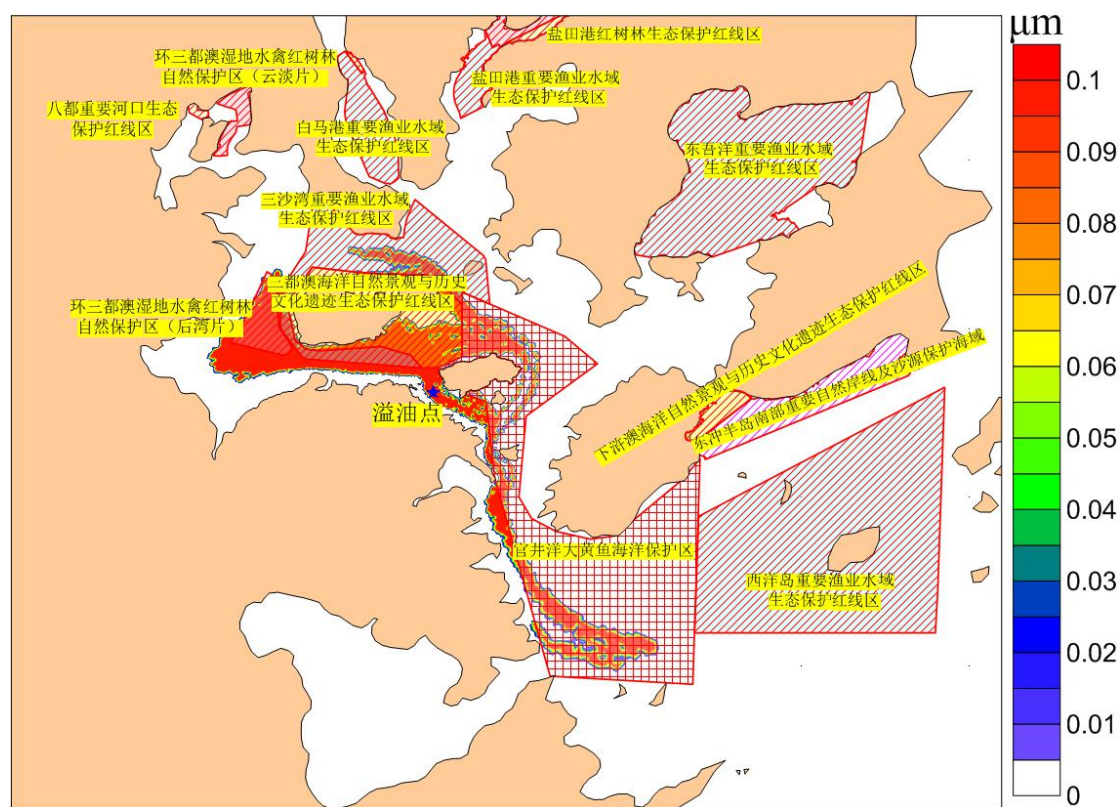 μm
盐田港红树林生态保护红线区
环三都澳湿地水禽红树林
自然保护区（云淡片）
盐田港重要渔业水域
生态保护红线区
八都重要河口生态
保护红线区
白马港重要渔业水域
生态保护红线区
东吾洋重要渔业水域
生态保护红线区
三沙湾重要渔业水域
生态保护红线区
三都澳海洋自然景观与历史
文化遗迹生态保护红线区
环三都澳湿地水禽红树林
自然保护区（后湾片）
溢油点
下浒澳海洋自然景观与历史文化遗迹生态保护红线区
东冲半岛南部重要自然岸线及沙源保护海域
官井洋大黄鱼海洋保护区
西洋岛重要渔业水域
生态保护红线区
0.1
0.09
0.08
0.07
0.06
0.05
0.04
0.03
0.02
0.01
0